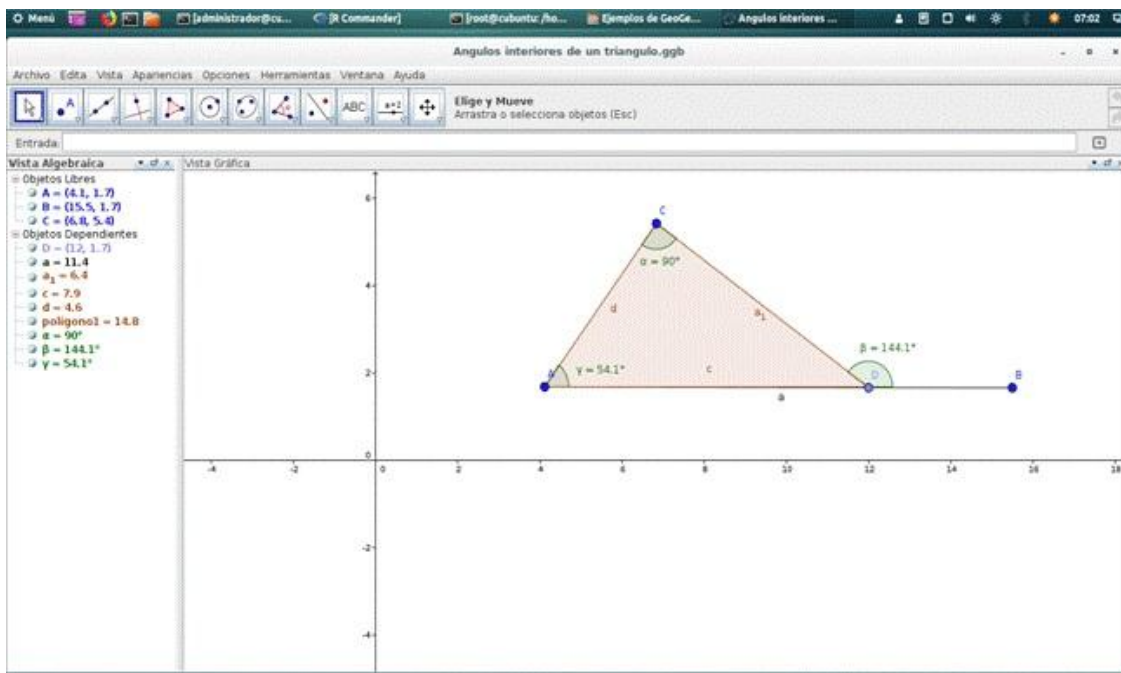 Menú [administrador@cu... [R Commander] [root@cubuntu: /ho... Ejemplos de GeoGe... Angulos interiores ... 07:02
Angulos interiores de un triangulo.ggb
Archivo Edita Vista Apariencias Opciones Herramientas Ventana Ayuda
A ABC a=2 Elige y Mueve
Arrastra o selecciona objetos (Esc)
Entrada:
Vista Algebraica Vista Gráfica
Objetos Libres
A = (4.1, 1.7)
B = (15.5, 1.7)
C = (6.8, 5.4)
Objetos Dependientes
D = (12, 1.7)
a = 11.4
a₁ = 6.4
c = 7.9
d = 4.6
polígono1 = 14.8
α = 90°
β = 144.1°
γ = 54.1°
6
C
α = 90°
4
d a₁
β = 144.1°
2 A γ = 54.1° c D B
a
0
-4 -2 0 2 4 6 8 10 12 14 16 18
-2
-4